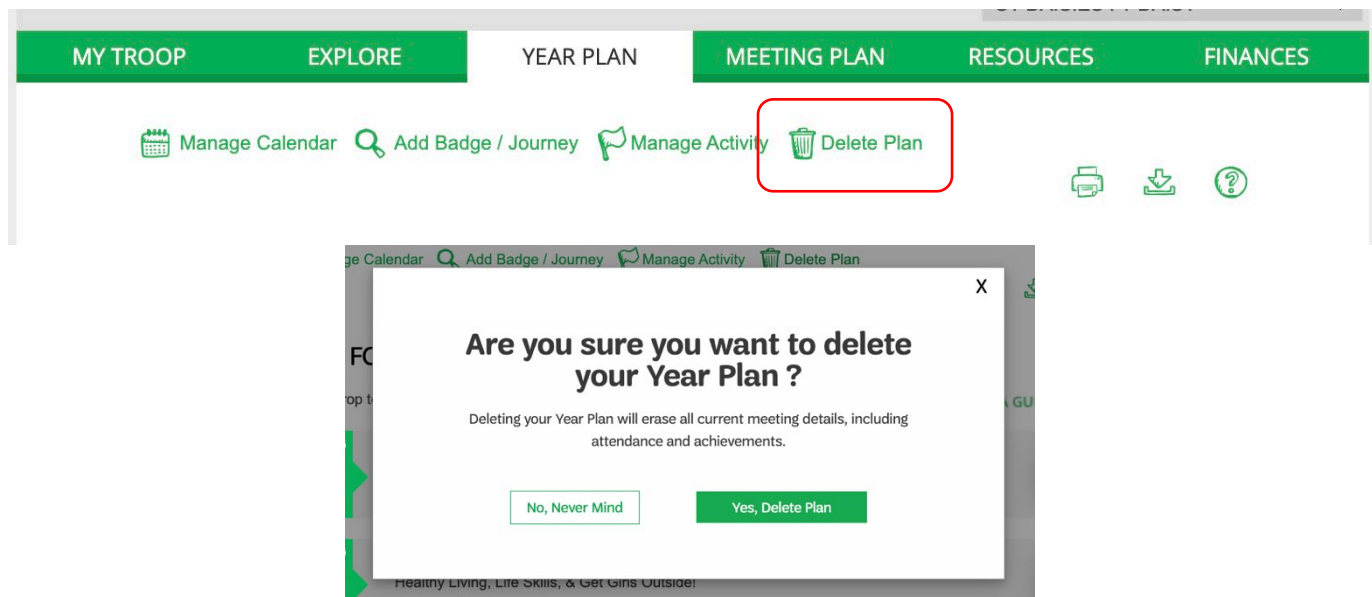 MY TROOP EXPLORE YEAR PLAN MEETING PLAN RESOURCES FINANCES
Manage Calendar Add Badge / Journey Manage Activity Delete Plan
ge Calendar Add Badge / Journey Manage Activity Delete Plan
X
Are you sure you want to delete
your Year Plan ?
Deleting your Year Plan will erase all current meeting details, including
attendance and achievements.
No, Never Mind Yes, Delete Plan
Healthy Living, Life Skills, & Get Girls Outside!